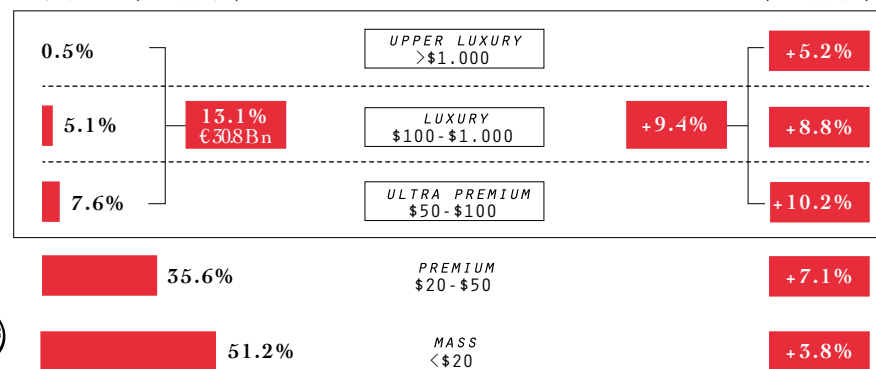 0.5%
UPPER LUXURY
>$1.000
+5.2%
5.1%
13.1%
€30.8Bn
LUXURY
$100-$1.000
+9.4%
+8.8%
7.6%
ULTRA PREMIUM
$50-$100
+10.2%
35.6%
PREMIUM
$20-$50
+7.1%
51.2%
MASS
<$20
+3.8%